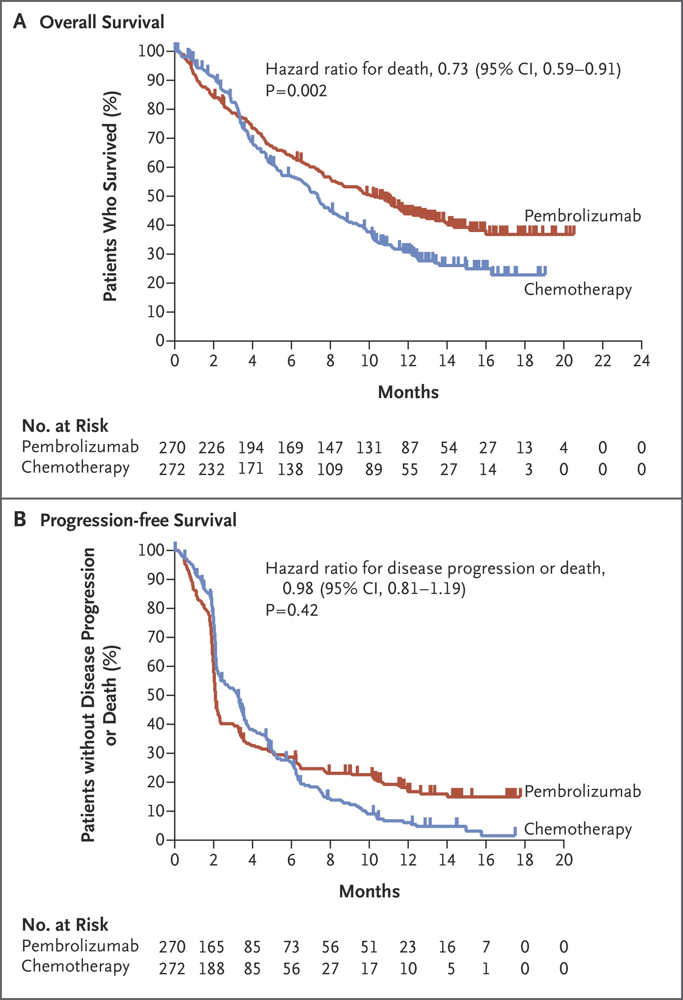 A Overall Survival
Patients Who Survived (%)
100
90
80
70
60
50
40
30
20
10
0
Hazard ratio for death, 0.73 (95% CI, 0.59–0.91)
P=0.002
Pembrolizumab
Chemotherapy
0 2 4 6 8 10 12 14 16 18 20 22 24
Months
No. at Risk
Pembrolizumab 270 226 194 169 147 131 87 54 27 13 4 0 0
Chemotherapy 272 232 171 138 109 89 55 27 14 3 0 0 0
B Progression-free Survival
Patients without Disease Progression
or Death (%)
100
90
80
70
60
50
40
30
20
10
0
Hazard ratio for disease progression or death,
0.98 (95% CI, 0.81–1.19)
P=0.42
Pembrolizumab
Chemotherapy
0 2 4 6 8 10 12 14 16 18 20
Months
No. at Risk
Pembrolizumab 270 165 85 73 56 51 23 16 7 0 0
Chemotherapy 272 188 85 56 27 17 10 5 1 0 0